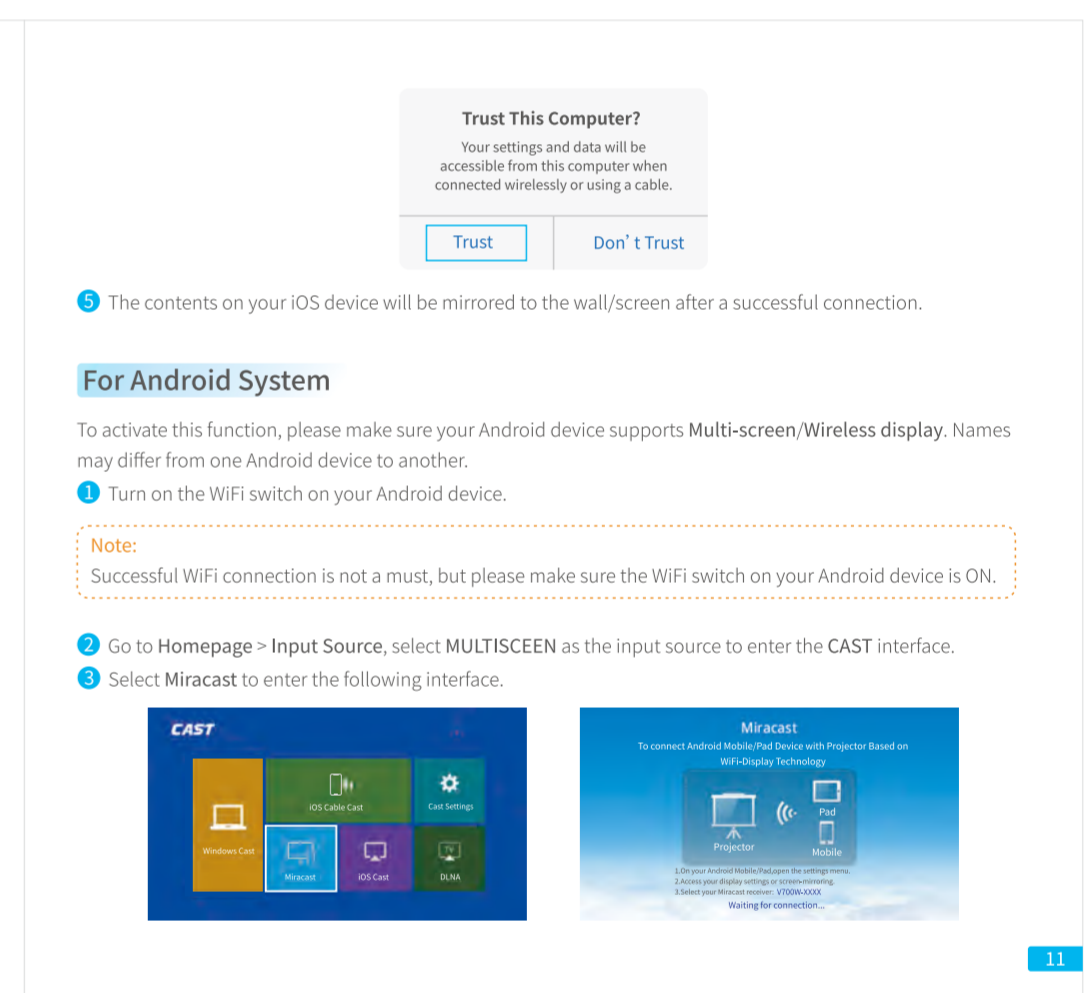 Trust This Computer?
Your settings and data will be
accessible from this computer when
connected wirelessly or using a cable.
Trust
Don't Trust
5 The contents on your iOS device will be mirrored to the wall/screen after a successful connection.
For Android System
To activate this function, please make sure your Android device supports Multi-screen/Wireless display. Names
may differ from one Android device to another.
1 Turn on the WiFi switch on your Android device.
Note:
Successful WiFi connection is not a must, but please make sure the WiFi switch on your Android device is ON.
2 Go to Homepage > Input Source, select MULTISCEEN as the input source to enter the CAST interface.
3 Select Miracast to enter the following interface.
CAST
Windows Cast
iOS Cable Cast
Cast Settings
Miracast
iOS Cast
TV
DLNA
Miracast
To connect Android Mobile/Pad Device with Projector Based on
WiFi-Display Technology
Projector
Pad
Mobile
1.On your Android Mobile/Pad,open the settings menu.
2.Access your display settings or screen-mirroring.
3.Select your Miracast receiver: V700W-XXXX
Waiting for connection...
11